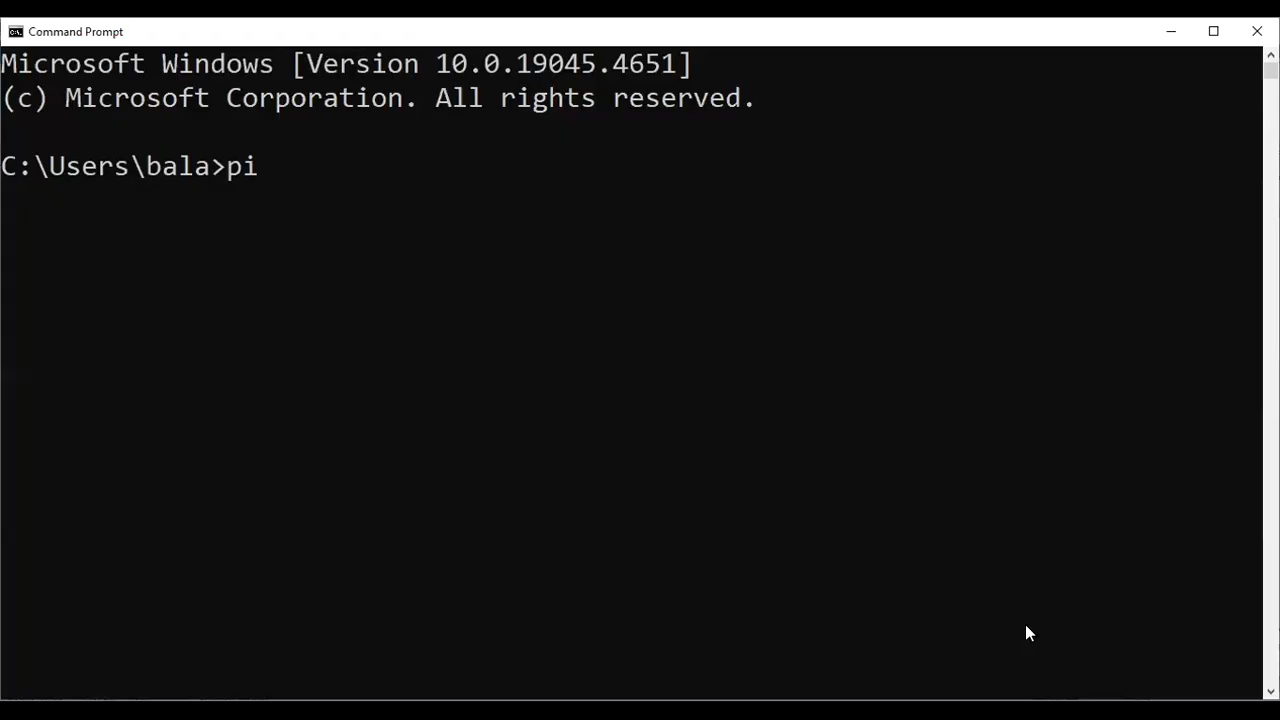 Command Prompt
Microsoft Windows [Version 10.0.19045.4651]
(c) Microsoft Corporation. All rights reserved.
C:\Users\bala>pi